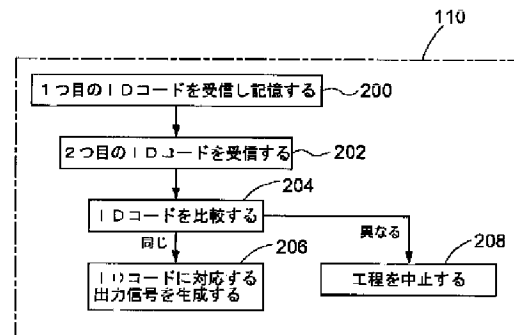 110
1つ目のIDコードを受信し記憶する
200
2つ目のIDコードを受信する
202
204
IDコードを比較する
同じ
異なる
206
208
IDコードに対応する
出力信号を生成する
工程を中止する